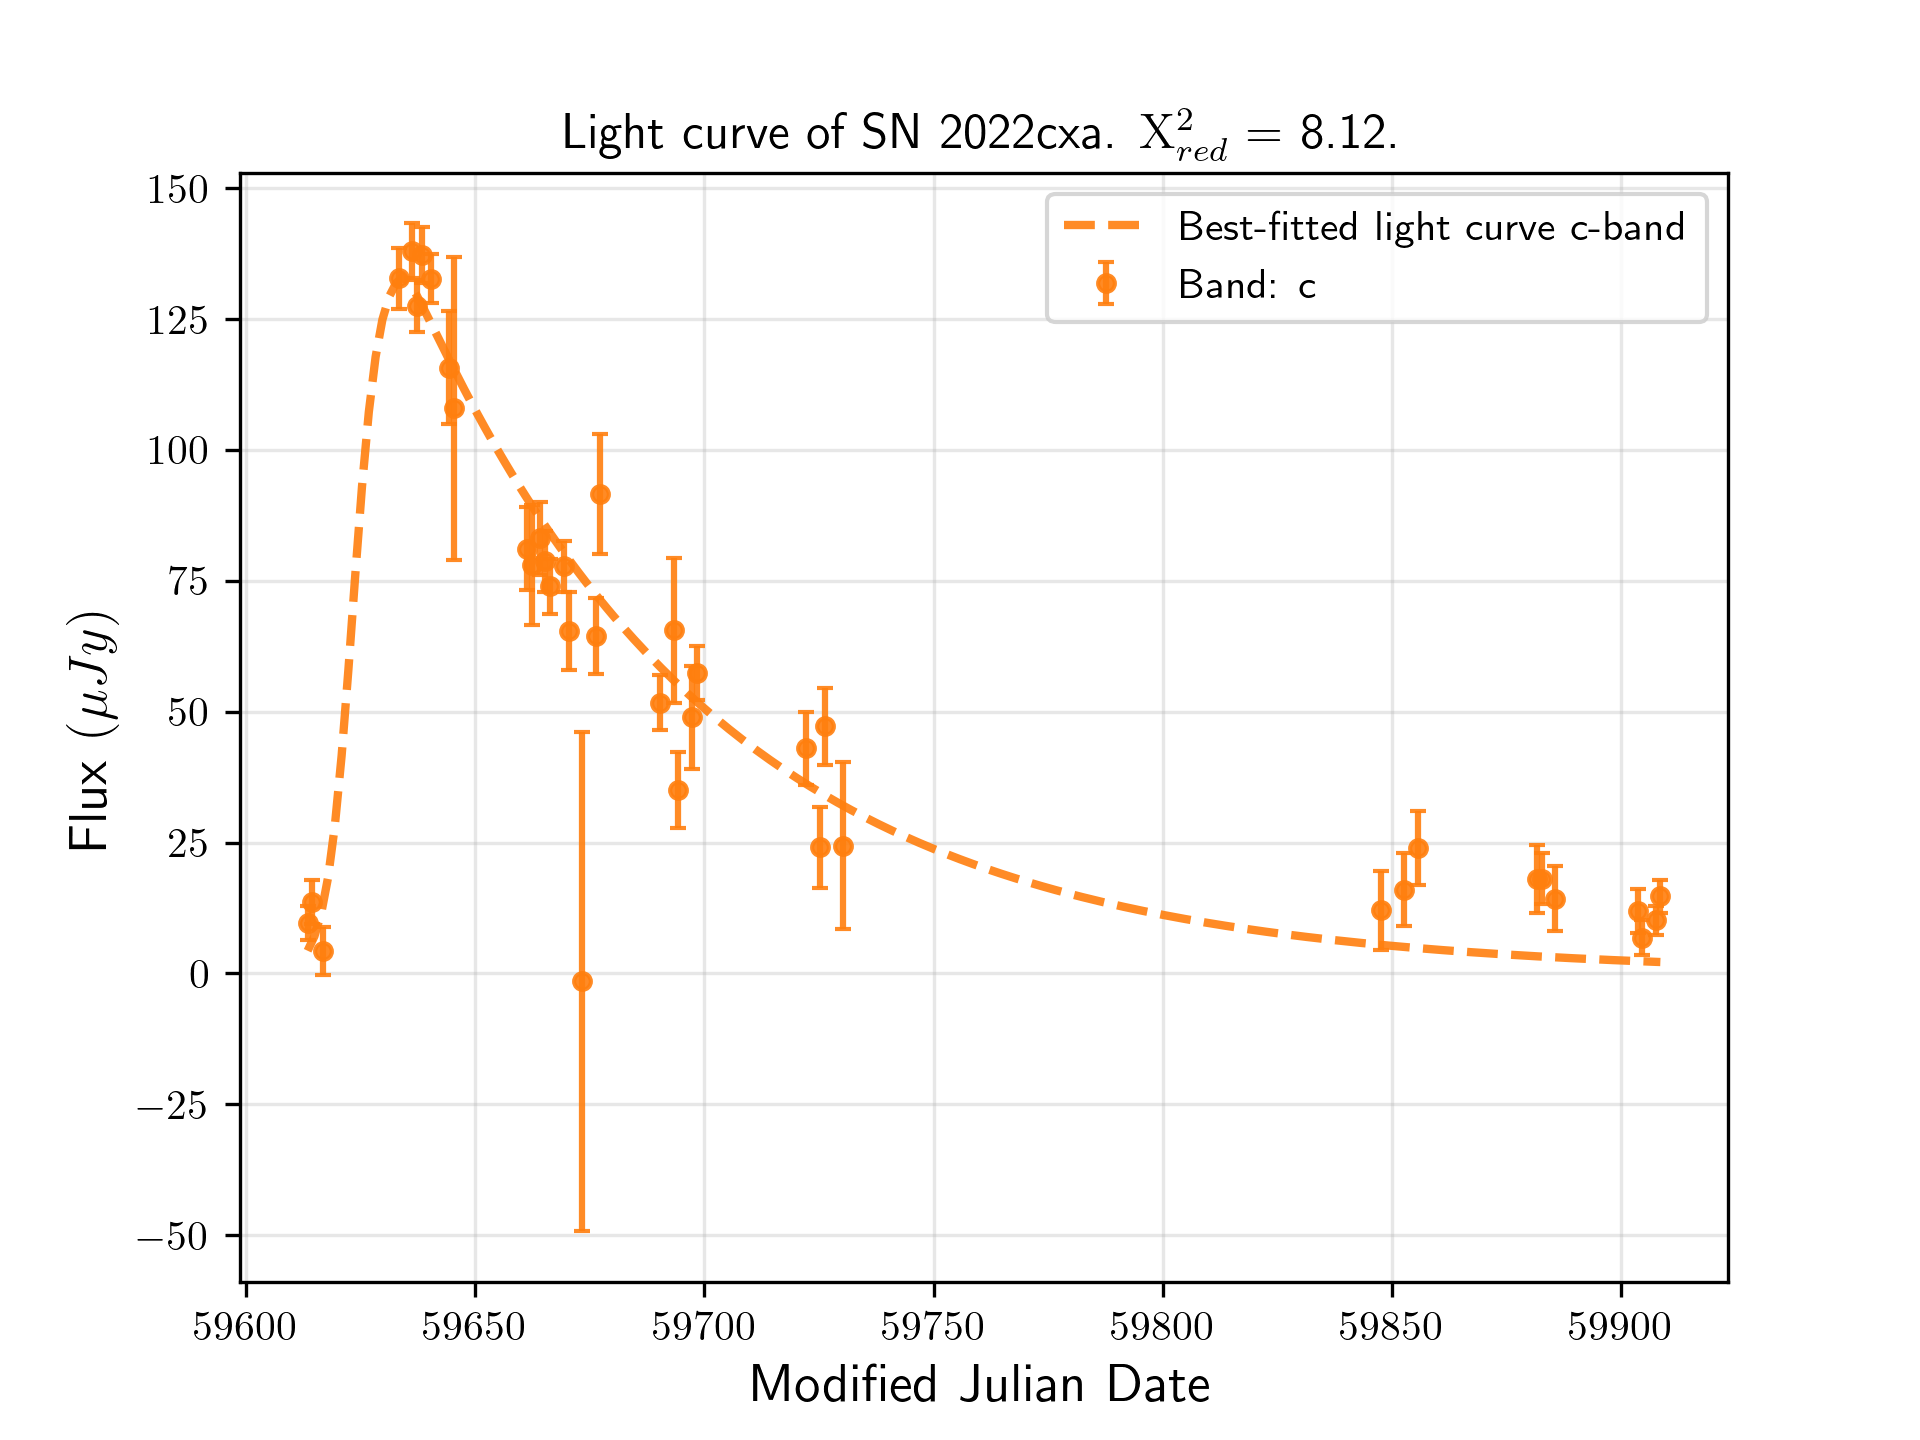 Light curve of SN 2022cxa. X²_red = 8.12.
Best-fitted light curve c-band
Band: c
150
125
100
75
50
25
0
−25
−50
Flux (μJy)
59600 59650 59700 59750 59800 59850 59900
Modified Julian Date